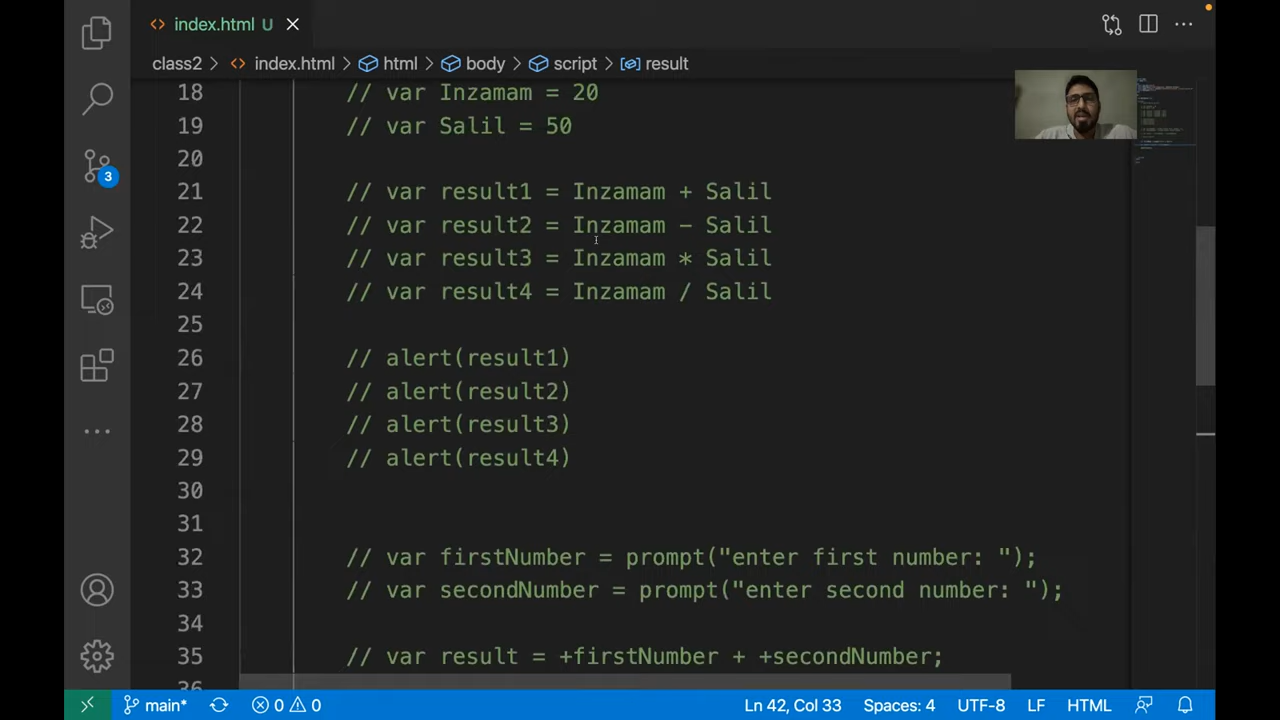 index.html U
class2 > index.html > html > body > script > result
18 // var Inzamam = 20
19 // var Salil = 50
20
21 // var result1 = Inzamam + Salil
22 // var result2 = Inzamam - Salil
23 // var result3 = Inzamam * Salil
24 // var result4 = Inzamam / Salil
25
26 // alert(result1)
27 // alert(result2)
28 // alert(result3)
29 // alert(result4)
30
31
32 // var firstNumber = prompt("enter first number: ");
33 // var secondNumber = prompt("enter second number: ");
34
35 // var result = +firstNumber + +secondNumber;
36
3
main* 0 0 Ln 42, Col 33 Spaces: 4 UTF-8 LF HTML